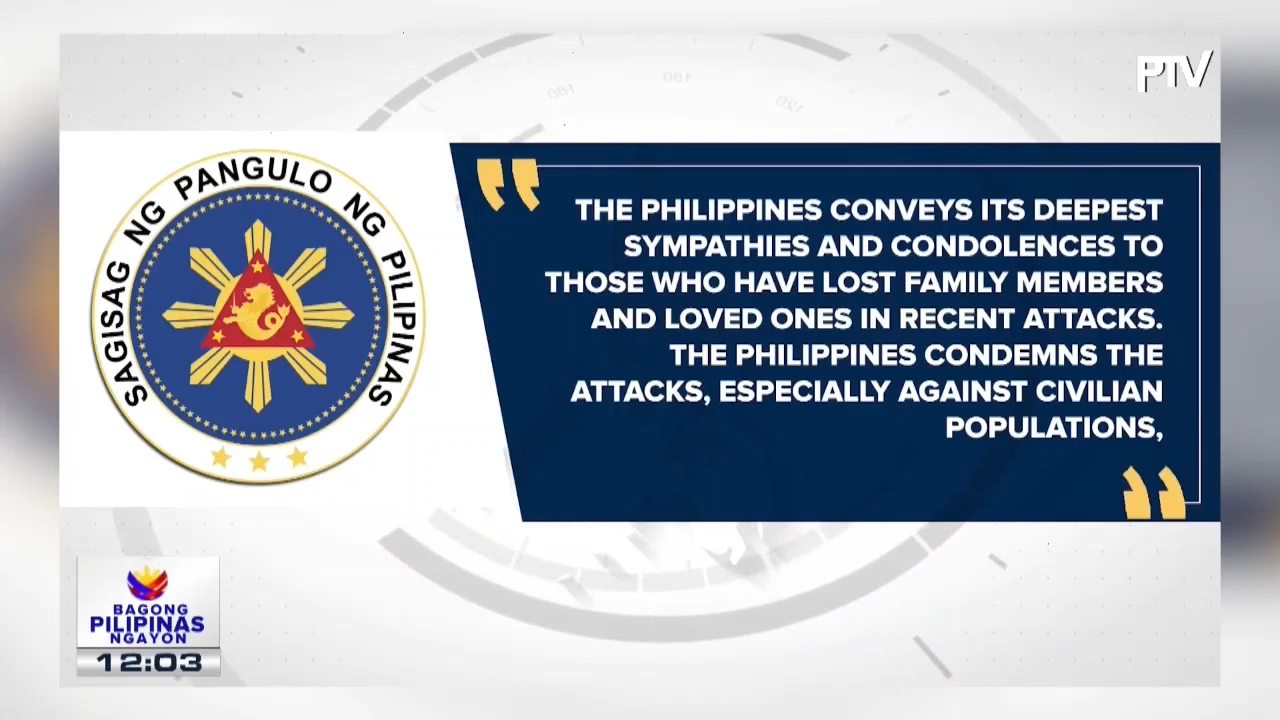 PTV
SAGISAG NG PANGULO NG PILIPINAS
THE PHILIPPINES CONVEYS ITS DEEPEST
SYMPATHIES AND CONDOLENCES TO
THOSE WHO HAVE LOST FAMILY MEMBERS
AND LOVED ONES IN RECENT ATTACKS.
THE PHILIPPINES CONDEMNS THE
ATTACKS, ESPECIALLY AGAINST CIVILIAN
POPULATIONS,
BAGONG
PILIPINAS
NGAYON
12:03